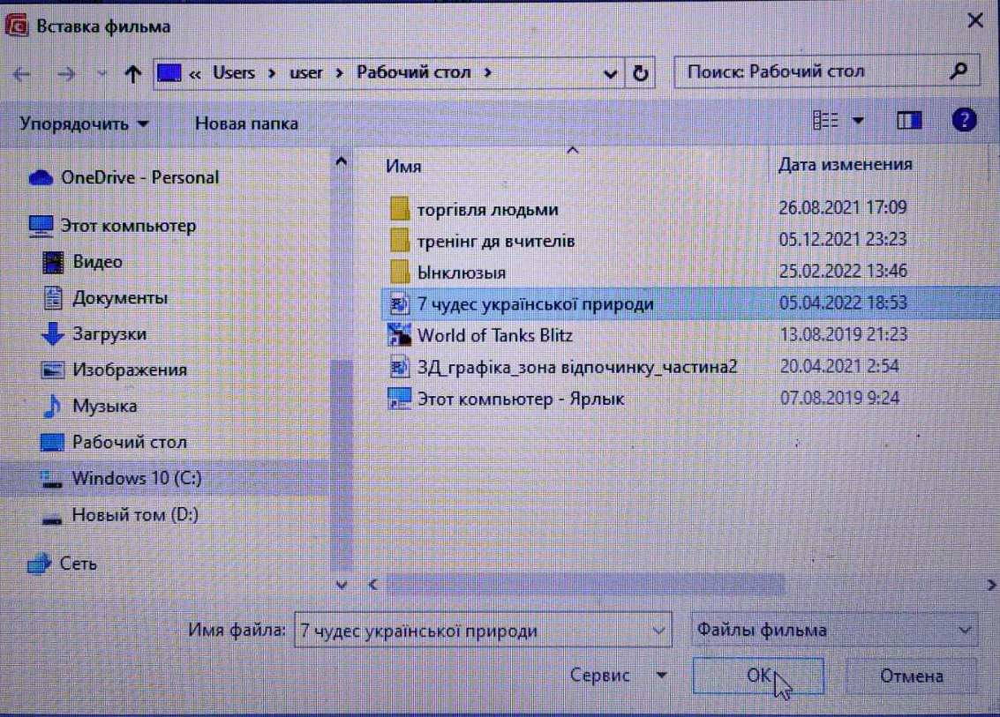 Вставка фильма
« Users › user › Рабочий стол ›
Поиск: Рабочий стол
Упорядочить
Новая папка
?
OneDrive - Personal
Этот компьютер
Видео
Документы
Загрузки
Изображения
Музыка
Рабочий стол
Windows 10 (C:)
Новый том (D:)
Сеть
Имя Дата изменения
торгівля людьми 26.08.2021 17:09
тренінг дя вчителів 05.12.2021 23:23
Ынклюзыя 25.02.2022 13:46
7 чудес української природи 05.04.2022 18:53
World of Tanks Blitz 13.08.2019 21:23
3Д_графіка_зона відпочинку_частина2 20.04.2021 2:54
Этот компьютер - Ярлык 07.08.2019 9:24
Имя файла: 7 чудес української природи Файлы фильма
Сервис OK Отмена